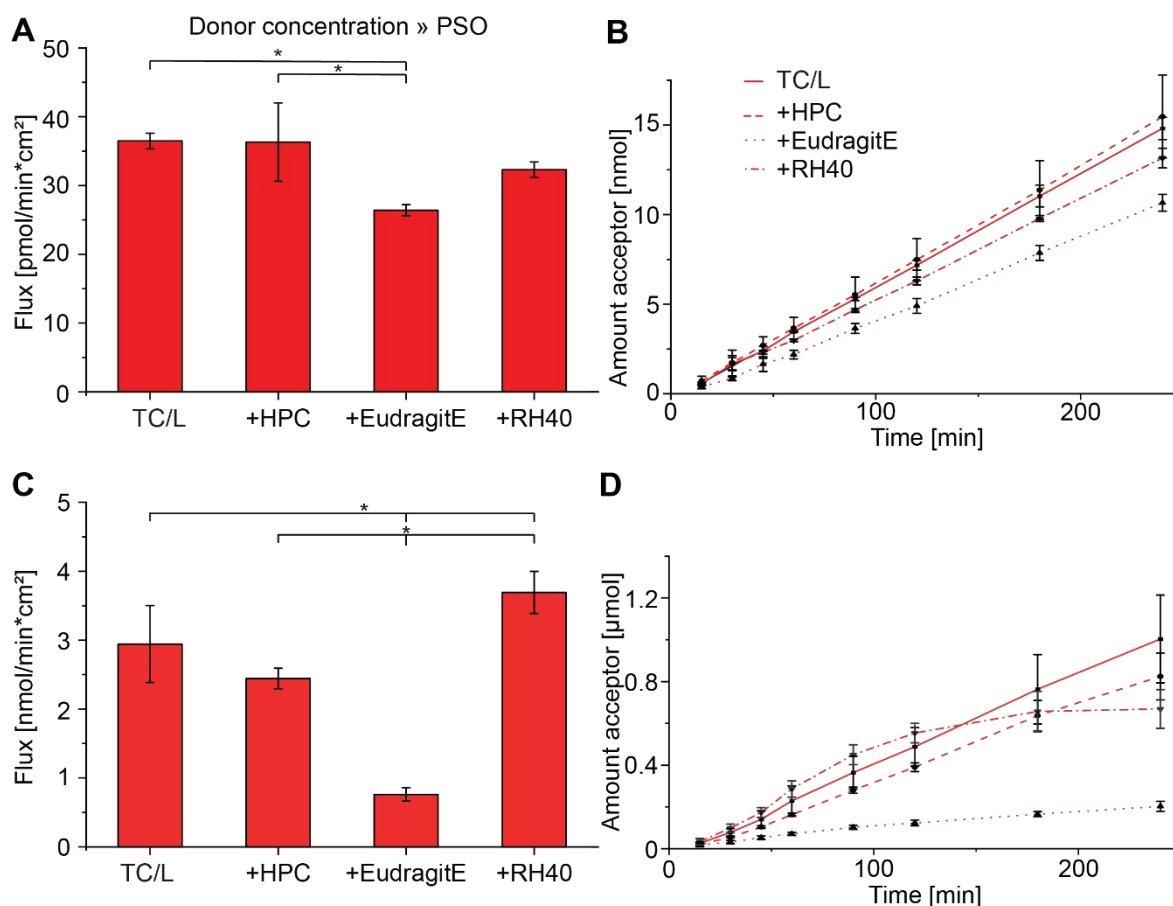 A
Donor concentration » PSO
Flux [pmol/min*cm²]
50
40
30
20
10
0
*
*
TC/L
+HPC
+EudragitE
+RH40
B
Amount acceptor [nmol]
15
10
5
0
TC/L
+HPC
+EudragitE
+RH40
0
100
200
Time [min]
C
Flux [nmol/min*cm²]
5
4
3
2
1
0
*
*
TC/L
+HPC
+EudragitE
+RH40
D
Amount acceptor [µmol]
1.2
0.8
0.4
0
0
100
200
Time [min]